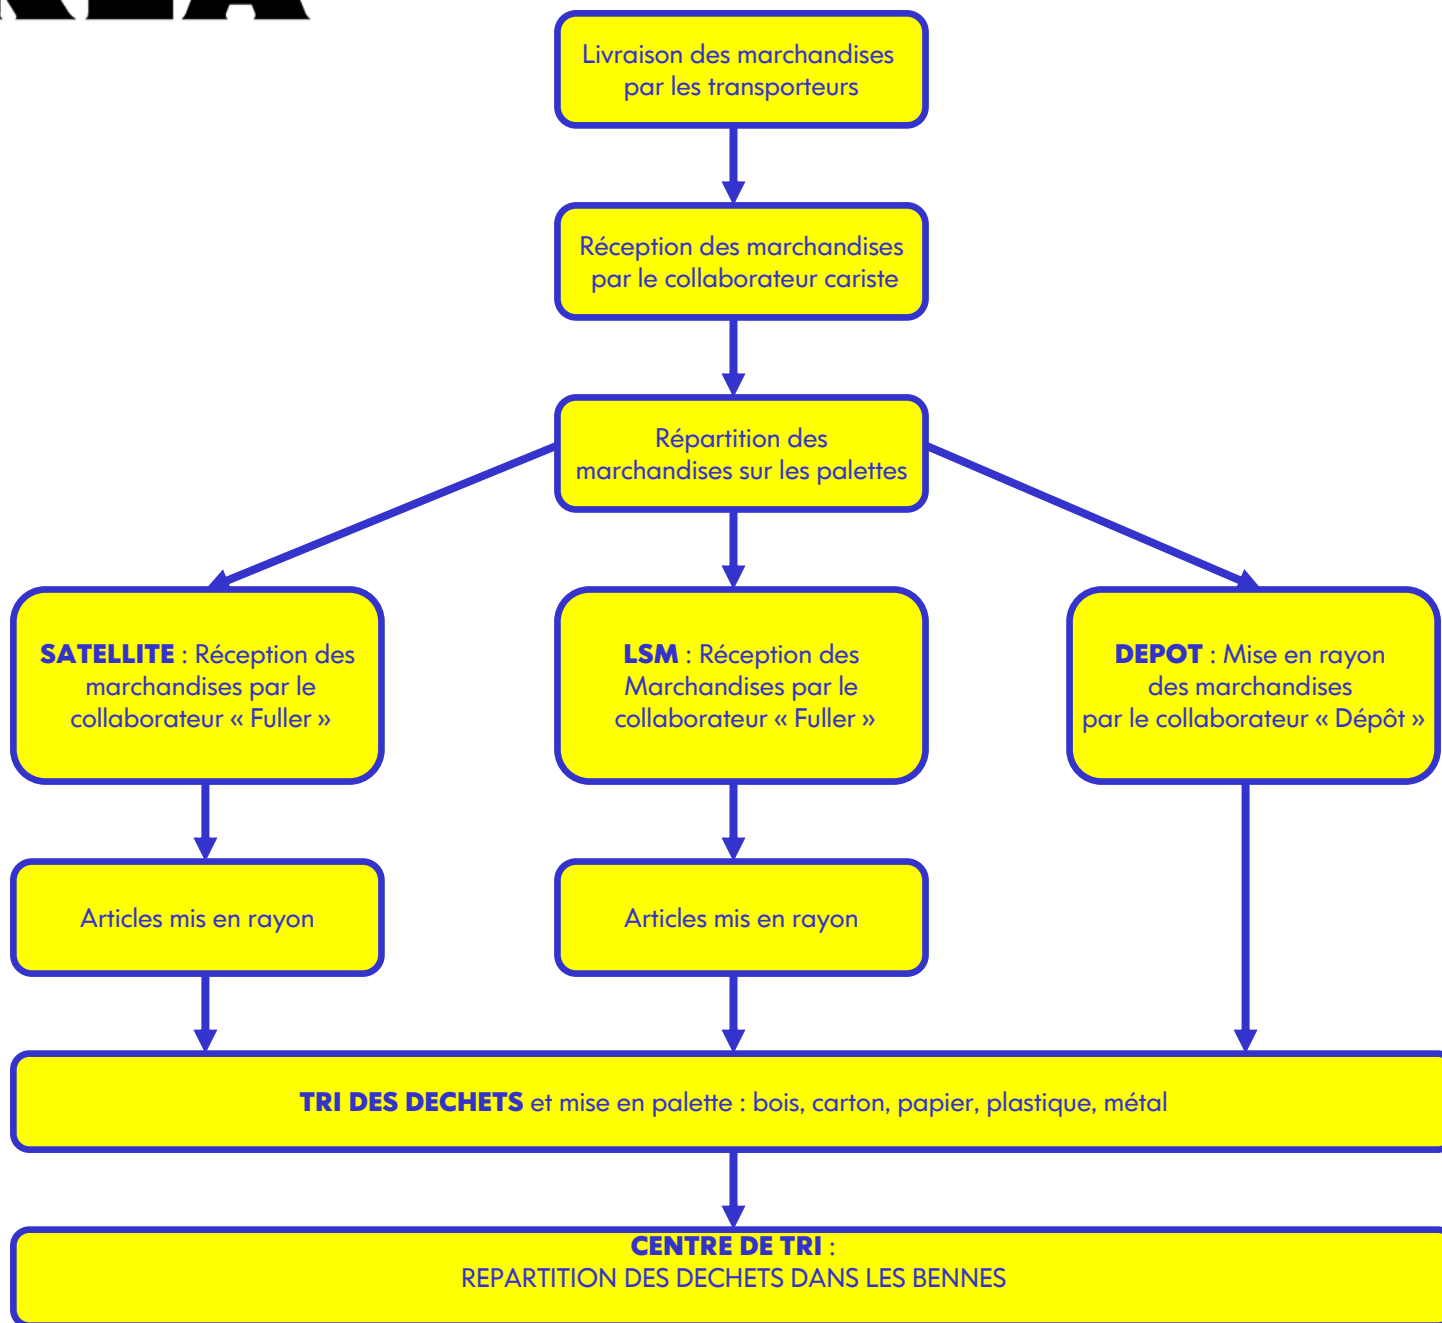 Livraison des marchandises
par les transporteurs
Réception des marchandises
par le collaborateur cariste
Répartition des
marchandises sur les palettes
SATELLITE : Réception des
marchandises par le
collaborateur « Fuller »
LSM : Réception des
Marchandises par le
collaborateur « Fuller »
DEPOT : Mise en rayon
des marchandises
par le collaborateur « Dépôt »
Articles mis en rayon
Articles mis en rayon
TRI DES DECHETS et mise en palette : bois, carton, papier, plastique, métal
CENTRE DE TRI :
REPARTITION DES DECHETS DANS LES BENNES